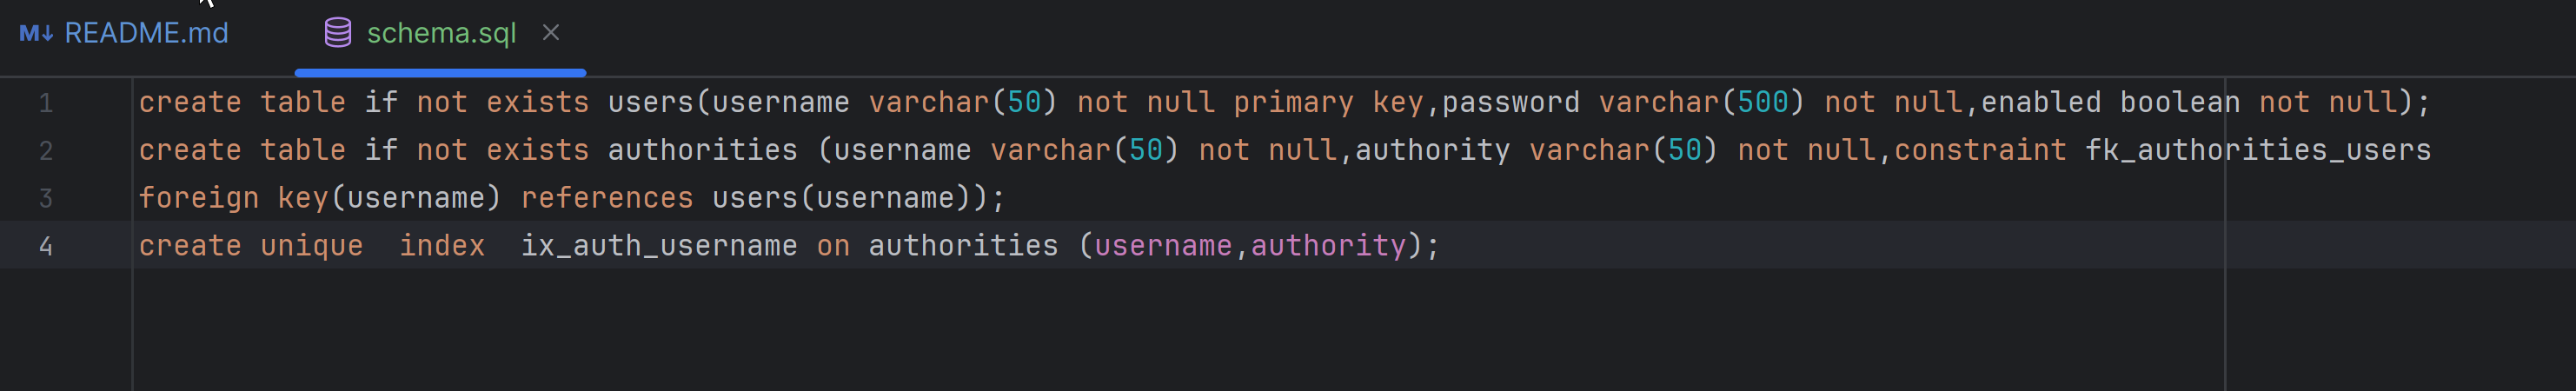 M↓ README.md schema.sql ×
1 create table if not exists users(username varchar(50) not null primary key,password varchar(500) not null,enabled boolean not null);
2 create table if not exists authorities (username varchar(50) not null,authority varchar(50) not null,constraint fk_authorities_users
3 foreign key(username) references users(username));
4 create unique  index  ix_auth_username on authorities (username,authority);